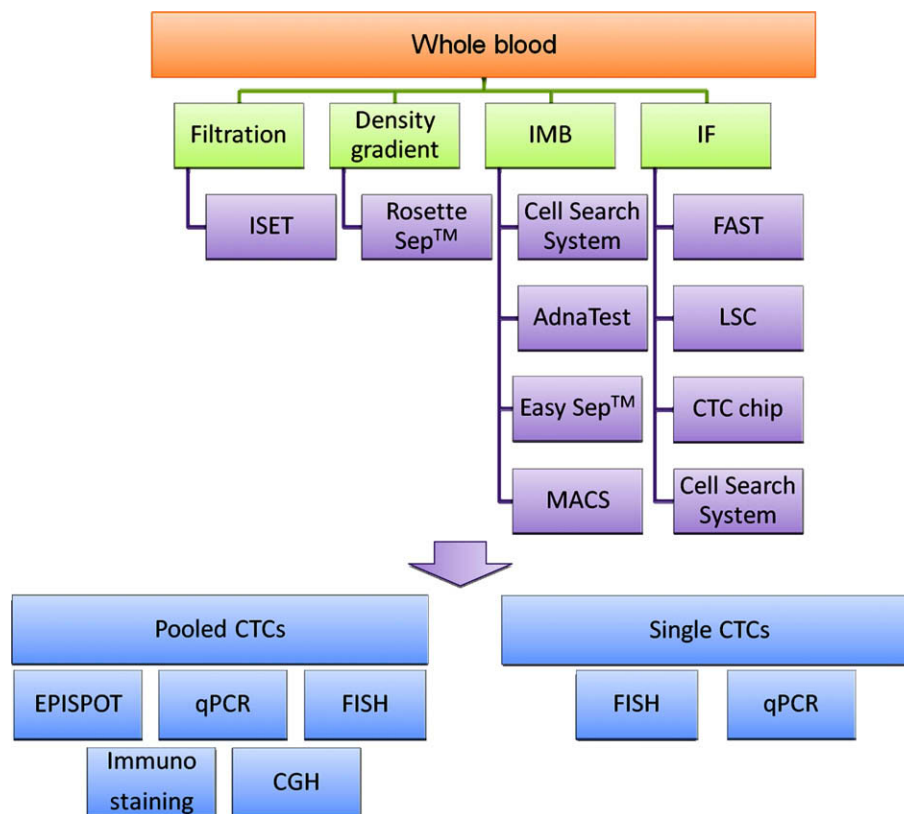 Whole blood
Filtration
Density
gradient
IMB
IF
ISET
Rosette
Sep™
Cell Search
System
FAST
AdnaTest
LSC
Easy Sep™
CTC chip
MACS
Cell Search
System
Pooled CTCs
Single CTCs
EPISPOT
qPCR
FISH
FISH
qPCR
Immuno
staining
CGH